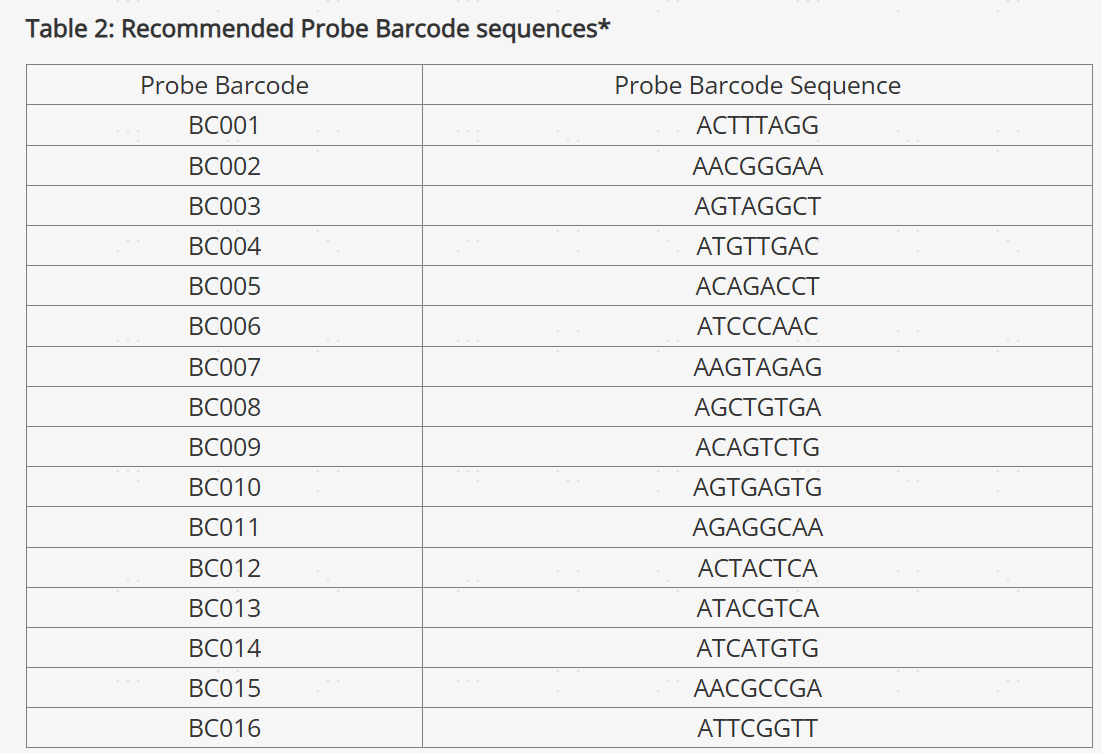 Table 2: Recommended Probe Barcode sequences*
Probe Barcode Probe Barcode Sequence
BC001 ACTTTAGG
BC002 AACGGGAA
BC003 AGTAGGCT
BC004 ATGTTGAC
BC005 ACAGACCT
BC006 ATCCCAAC
BC007 AAGTAGAG
BC008 AGCTGTGA
BC009 ACAGTCTG
BC010 AGTGAGTG
BC011 AGAGGCAA
BC012 ACTACTCA
BC013 ATACGTCA
BC014 ATCATGTG
BC015 AACGCCGA
BC016 ATTCGGTT